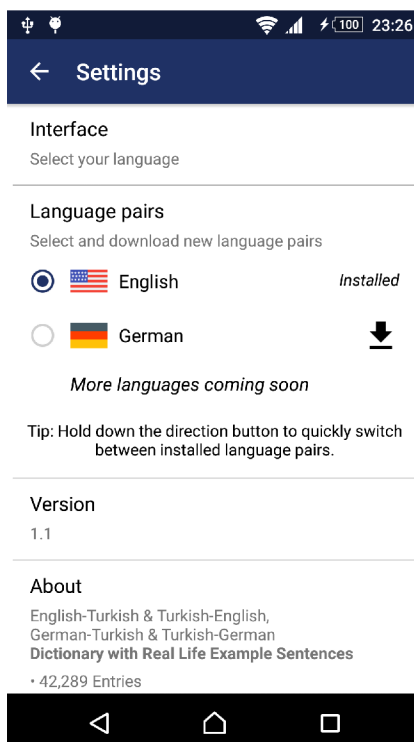 100 23:26
Settings
Interface
Select your language
Language pairs
Select and download new language pairs
English Installed
German
More languages coming soon
Tip: Hold down the direction button to quickly switch
between installed language pairs.
Version
1.1
About
English-Turkish & Turkish-English,
German-Turkish & Turkish-German
Dictionary with Real Life Example Sentences
• 42,289 Entries